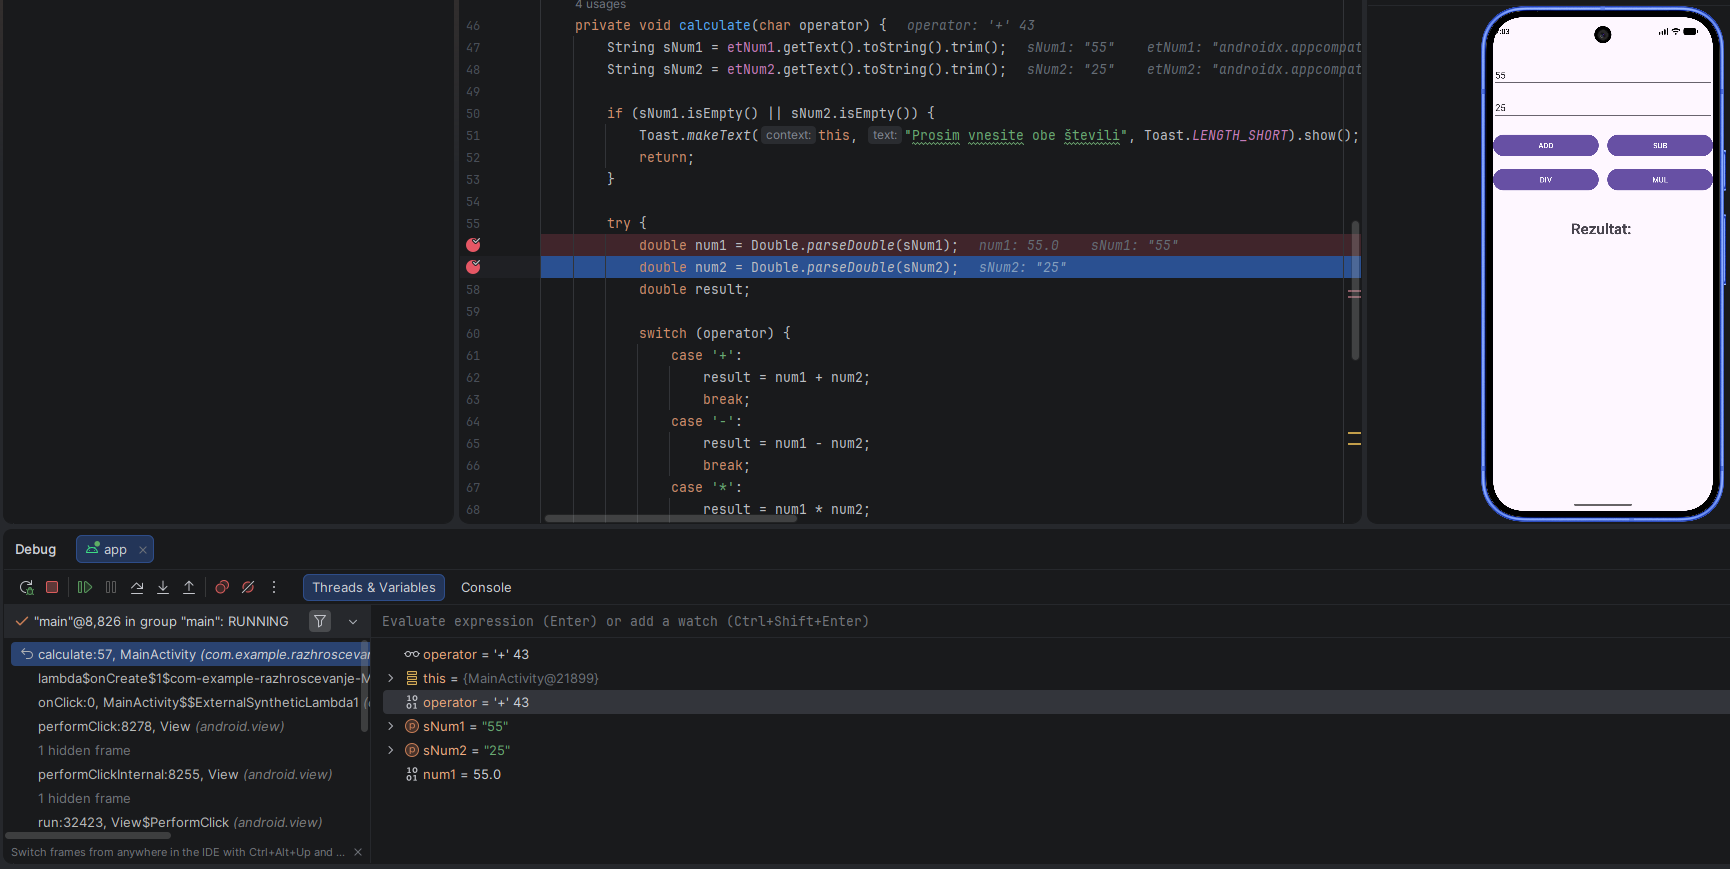 4 usages
46 private void calculate(char operator) {   operator: '+' 43
47 String sNum1 = etNum1.getText().toString().trim();   sNum1: "55"   etNum1: "androidx.appcompat
48 String sNum2 = etNum2.getText().toString().trim();   sNum2: "25"   etNum2: "androidx.appcompat
49
50 if (sNum1.isEmpty() || sNum2.isEmpty()) {
51 Toast.makeText( context: this, text: "Prosim vnesite obe števili", Toast.LENGTH_SHORT).show();
52 return;
53 }
54
55 try {
double num1 = Double.parseDouble(sNum1);   num1: 55.0   sNum1: "55"
double num2 = Double.parseDouble(sNum2);   sNum2: "25"
58 double result;
59
60 switch (operator) {
61 case '+':
62 result = num1 + num2;
63 break;
64 case '-':
65 result = num1 - num2;
66 break;
67 case '*':
68 result = num1 * num2;
:03
55
25
ADD SUB
DIV MUL
Rezultat:
Debug app
Threads & Variables Console
"main"@8,826 in group "main": RUNNING
calculate:57, MainActivity (com.example.razhroscevan
lambda$onCreate$1$com-example-razhroscevanje-M
onClick:0, MainActivity$$ExternalSyntheticLambda1 (
performClick:8278, View (android.view)
1 hidden frame
performClickInternal:8255, View (android.view)
1 hidden frame
run:32423, View$PerformClick (android.view)
Switch frames from anywhere in the IDE with Ctrl+Alt+Up and ...
Evaluate expression (Enter) or add a watch (Ctrl+Shift+Enter)
operator = '+' 43
this = {MainActivity@21899}
operator = '+' 43
sNum1 = "55"
sNum2 = "25"
num1 = 55.0